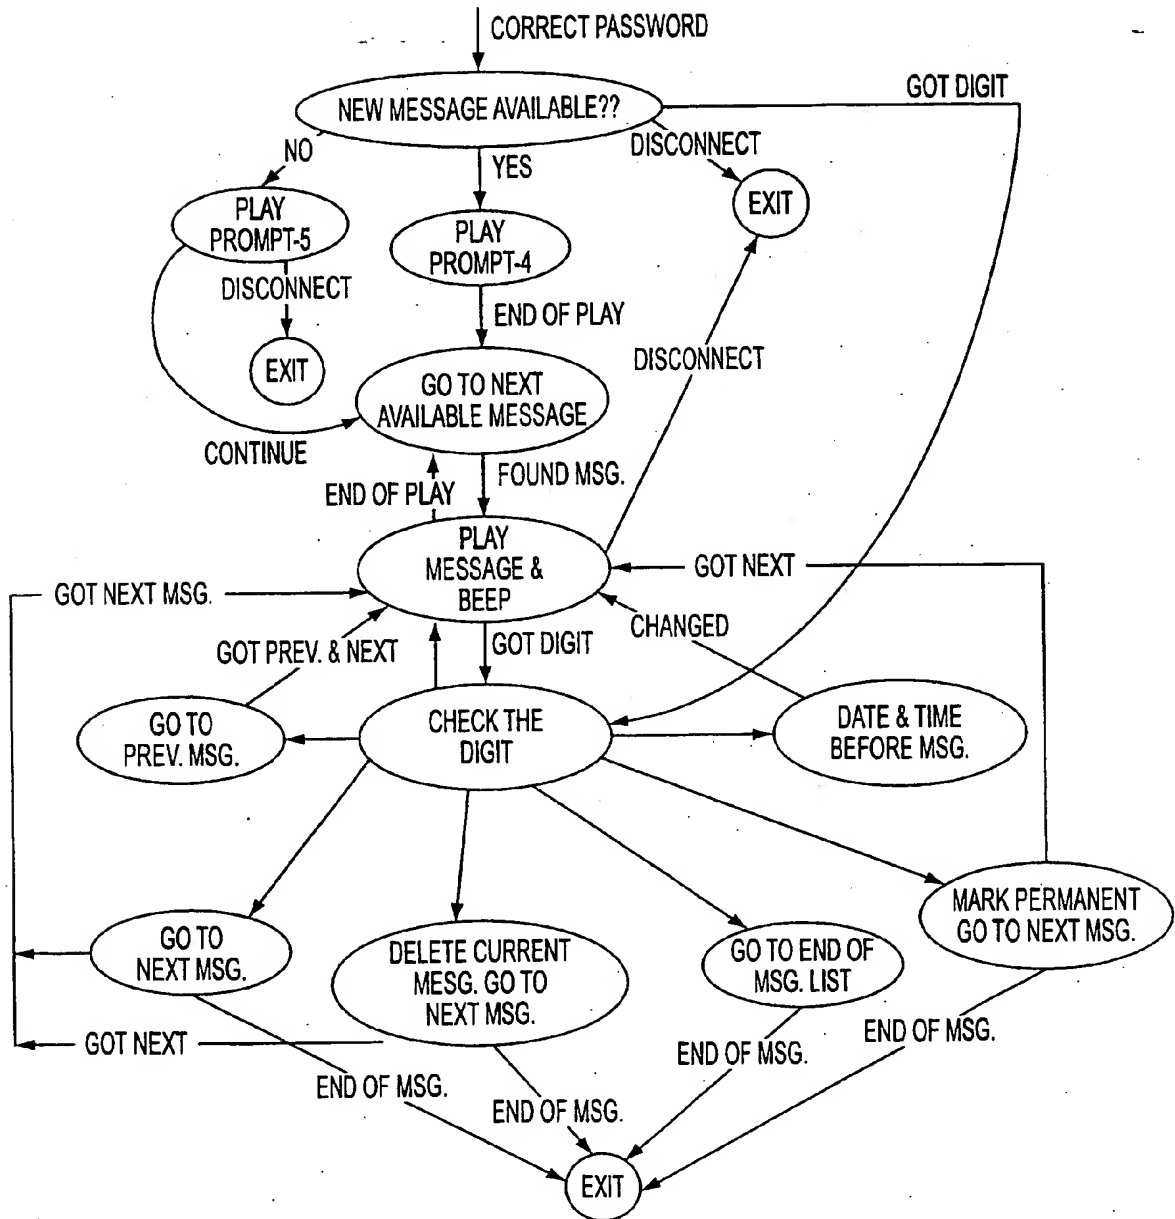 CORRECT PASSWORD
NEW MESSAGE AVAILABLE??
GOT DIGIT
NO
YES
DISCONNECT
EXIT
PLAY
PROMPT-5
PLAY
PROMPT-4
DISCONNECT
END OF PLAY
EXIT
DISCONNECT
GO TO NEXT
AVAILABLE MESSAGE
CONTINUE
FOUND MSG.
END OF PLAY
PLAY
MESSAGE &
BEEP
GOT NEXT
GOT NEXT MSG.
CHANGED
GOT PREV. & NEXT
GOT DIGIT
GO TO
PREV. MSG.
CHECK THE
DIGIT
DATE & TIME
BEFORE MSG.
MARK PERMANENT
GO TO NEXT MSG.
GO TO
NEXT MSG.
DELETE CURRENT
MESG. GO TO
NEXT MSG.
GO TO END OF
MSG. LIST
GOT NEXT
END OF MSG.
END OF MSG.
END OF MSG.
END OF MSG.
EXIT